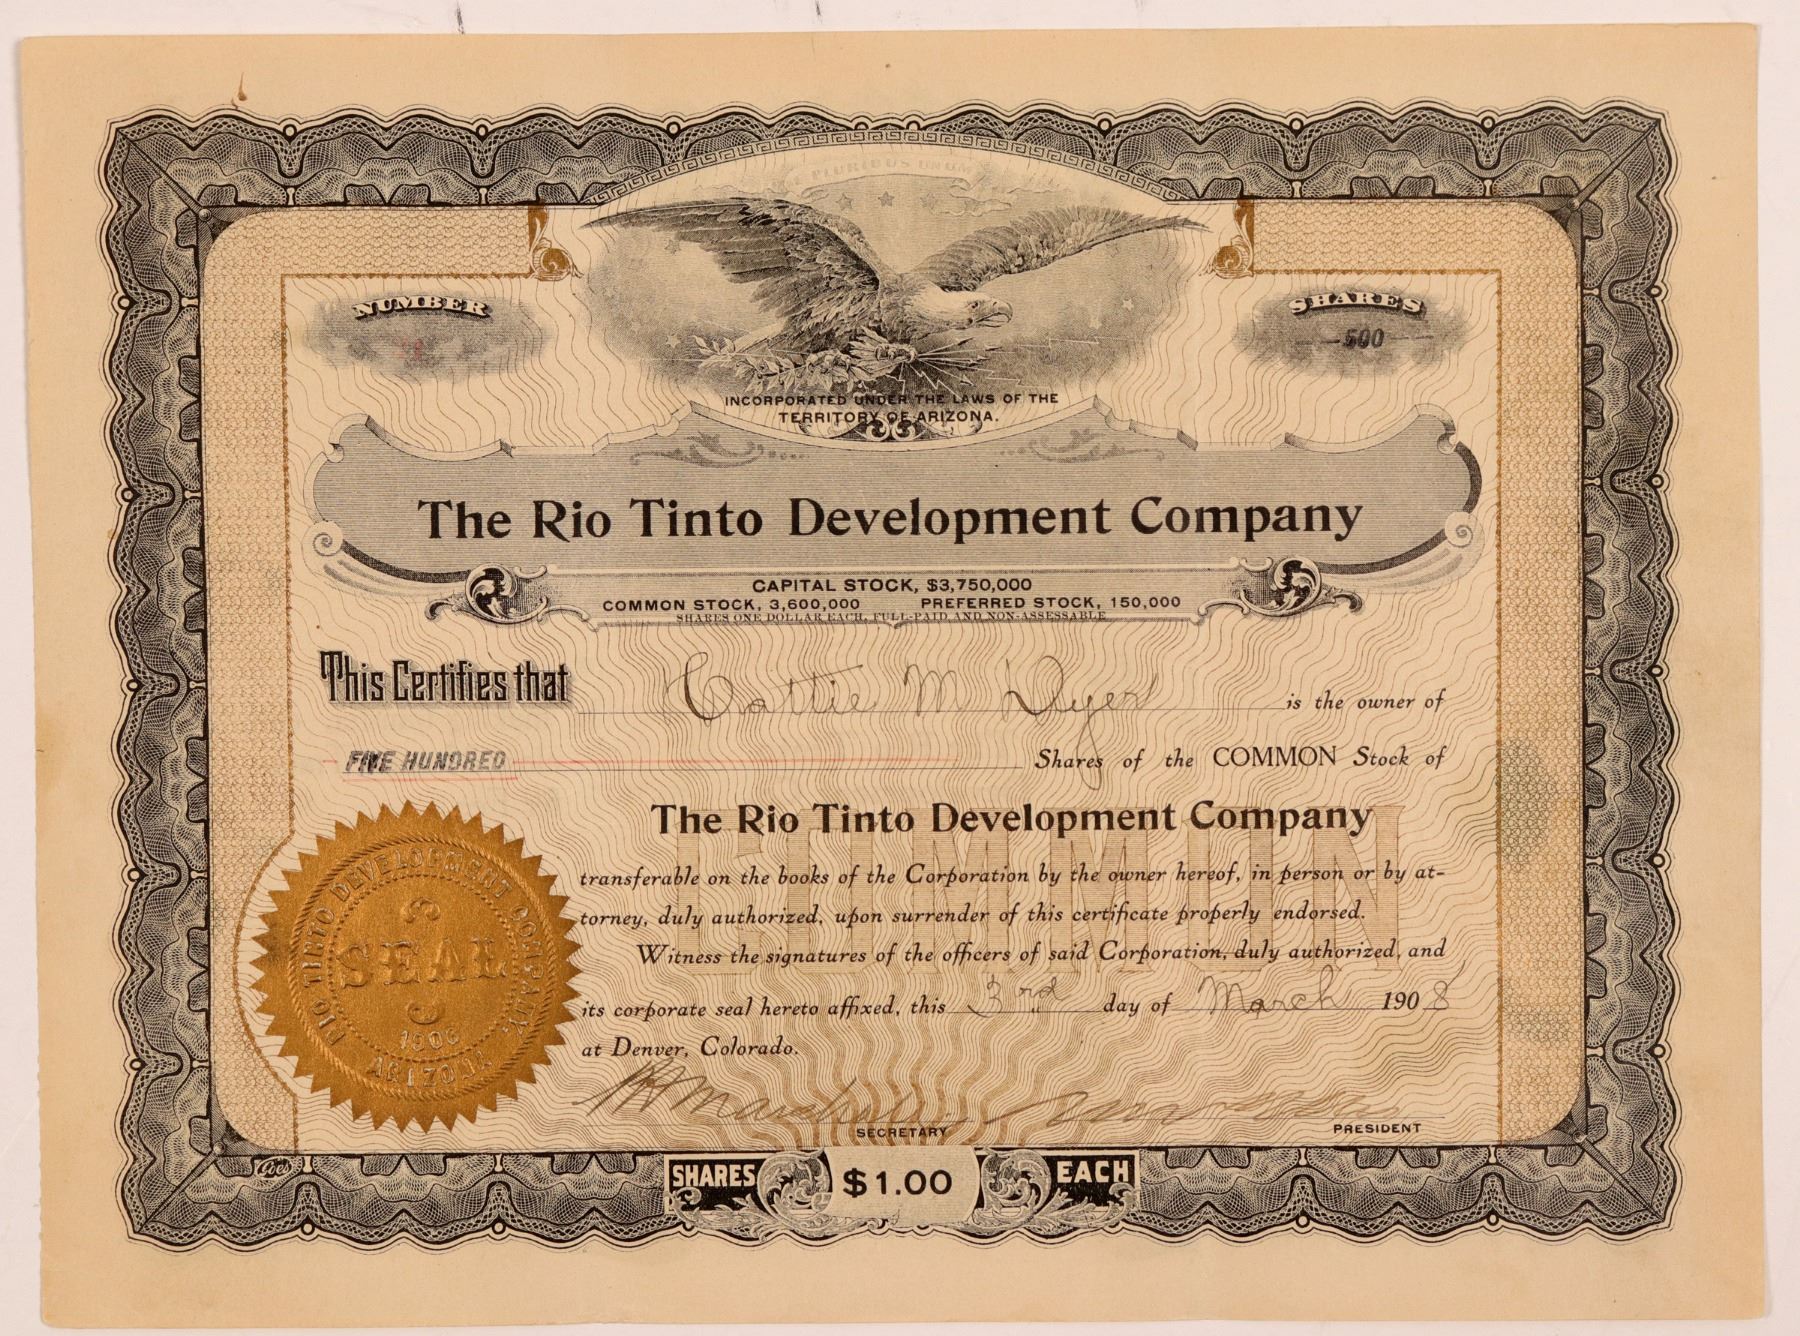 E PLURIBUS UNUM
NUMBER
SHARES
500
INCORPORATED UNDER THE LAWS OF THE
TERRITORY OF ARIZONA.
The Rio Tinto Development Company
CAPITAL STOCK, $3,750,000
COMMON STOCK, 3,600,000 PREFERRED STOCK, 150,000
SHARES ONE DOLLAR EACH, FULL-PAID AND NON-ASSESSABLE
This Certifies that Cattie M Dyer is the owner of
FIVE HUNDRED Shares of the COMMON Stock of
The Rio Tinto Development Company
COMMON
transferable on the books of the Corporation by the owner hereof, in person or by at-
torney, duly authorized, upon surrender of this certificate properly endorsed.
Witness the signatures of the officers of said Corporation, duly authorized, and
its corporate seal hereto affixed, this 3rd day of March 1908
at Denver, Colorado.
RIO TINTO DEVELOPMENT COMPANY.
SEAL
1906
ARIZONA
SECRETARY
PRESIDENT
Goes
SHARES $1.00 EACH